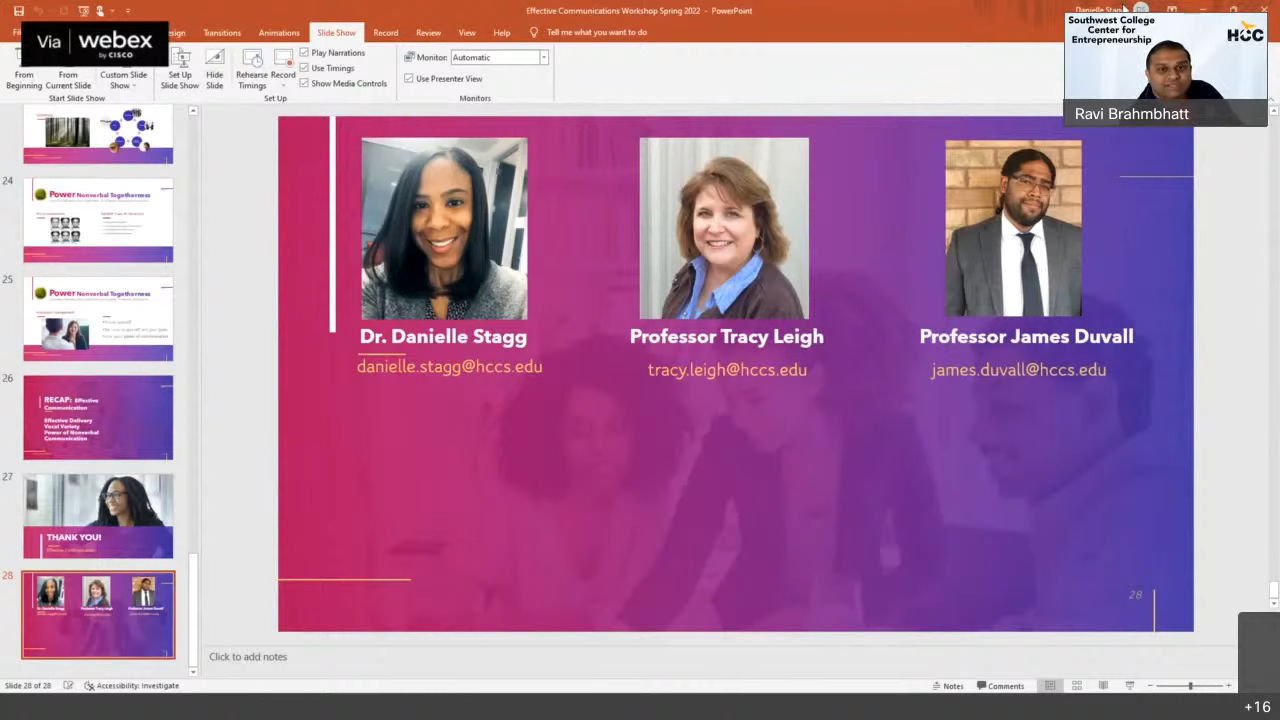 Effective Communications Workshop Spring 2022 - PowerPoint
Danielle Stagg
Via webex
by CISCO
Transitions
Animations
Slide Show
Record
Review
View
Help
Tell me what you want to do
From
Beginning
From
Current Slide
Custom Slide
Show
Set Up
Slide Show
Hide
Slide
Rehearse
Timings
Record
Play Narrations
Use Timings
Show Media Controls
Monitor: Automatic
Use Presenter View
Start Slide Show
Set Up
Monitors
Southwest College
Center for
Entrepreneurship
HCC
Ravi Brahmbhatt
24
Power Nonverbal Togetherness
25
Power Nonverbal Togetherness
26
RECAP: Effective
Communication
Effective Delivery
Vocal Variety
Power of Nonverbal
Communication
27
THANK YOU!
28
Dr. Danielle Stagg
Professor Tracy Leigh
Professor James Duvall
danielle.stagg@hccs.edu
tracy.leigh@hccs.edu
james.duvall@hccs.edu
28
Click to add notes
Slide 28 of 28
Accessibility: Investigate
Notes
Comments
+16